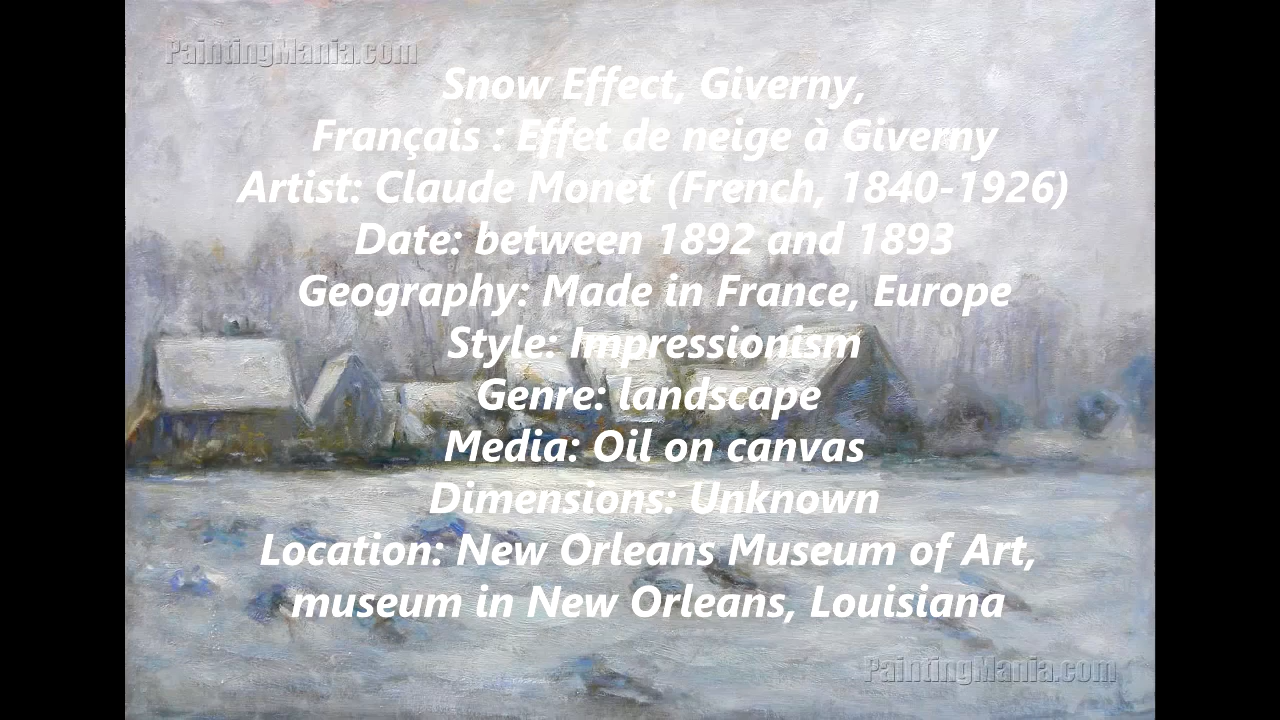 PaintingMania.com
Snow Effect, Giverny,
Français : Effet de neige à Giverny
Artist: Claude Monet (French, 1840-1926)
Date: between 1892 and 1893
Geography: Made in France, Europe
Style: Impressionism
Genre: landscape
Media: Oil on canvas
Dimensions: Unknown
Location: New Orleans Museum of Art,
museum in New Orleans, Louisiana
PaintingMania.com